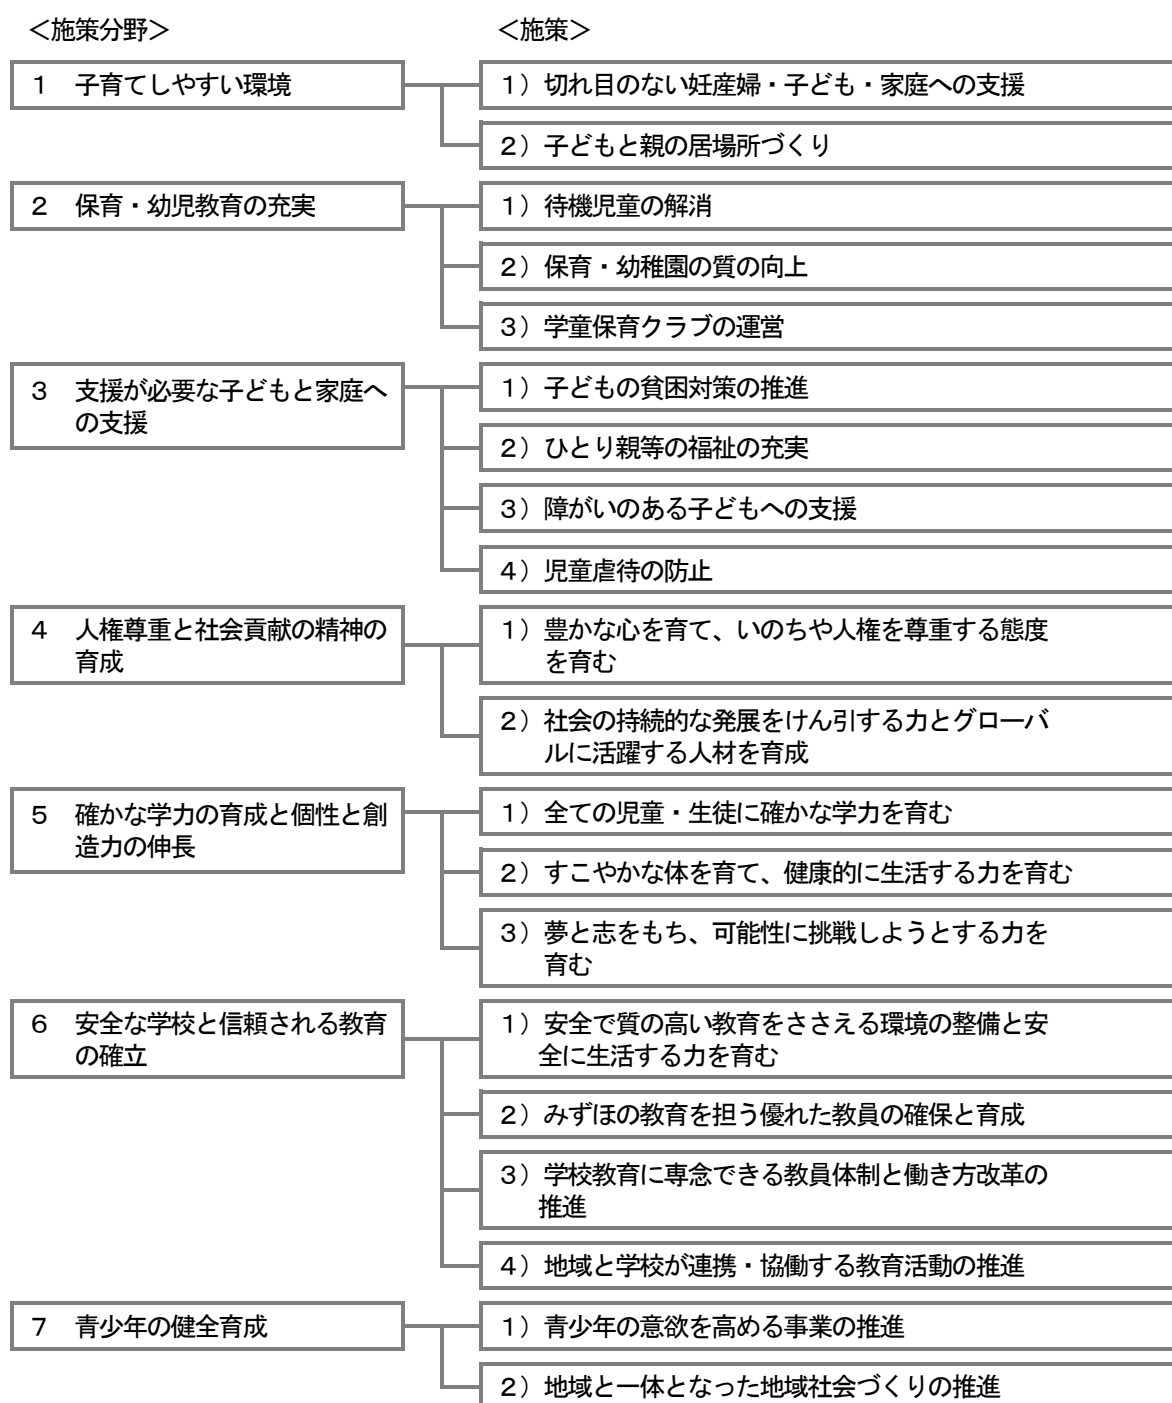 ＜施策分野＞
＜施策＞
１　子育てしやすい環境
１）切れ目のない妊産婦・子ども・家庭への支援
２）子どもと親の居場所づくり
２　保育・幼児教育の充実
１）待機児童の解消
２）保育・幼稚園の質の向上
３）学童保育クラブの運営
３　支援が必要な子どもと家庭へ
の支援
１）子どもの貧困対策の推進
２）ひとり親等の福祉の充実
３）障がいのある子どもへの支援
４）児童虐待の防止
４　人権尊重と社会貢献の精神の
育成
１）豊かな心を育て、いのちや人権を尊重する態度
を育む
２）社会の持続的な発展をけん引する力とグローバ
ルに活躍する人材を育成
５　確かな学力の育成と個性と創
造力の伸長
１）全ての児童・生徒に確かな学力を育む
２）すこやかな体を育て、健康的に生活する力を育む
３）夢と志をもち、可能性に挑戦しようとする力を
育む
６　安全な学校と信頼される教育
の確立
１）安全で質の高い教育をささえる環境の整備と安
全に生活する力を育む
２）みずほの教育を担う優れた教員の確保と育成
３）学校教育に専念できる教員体制と働き方改革の
推進
４）地域と学校が連携・協働する教育活動の推進
７　青少年の健全育成
１）青少年の意欲を高める事業の推進
２）地域と一体となった地域社会づくりの推進